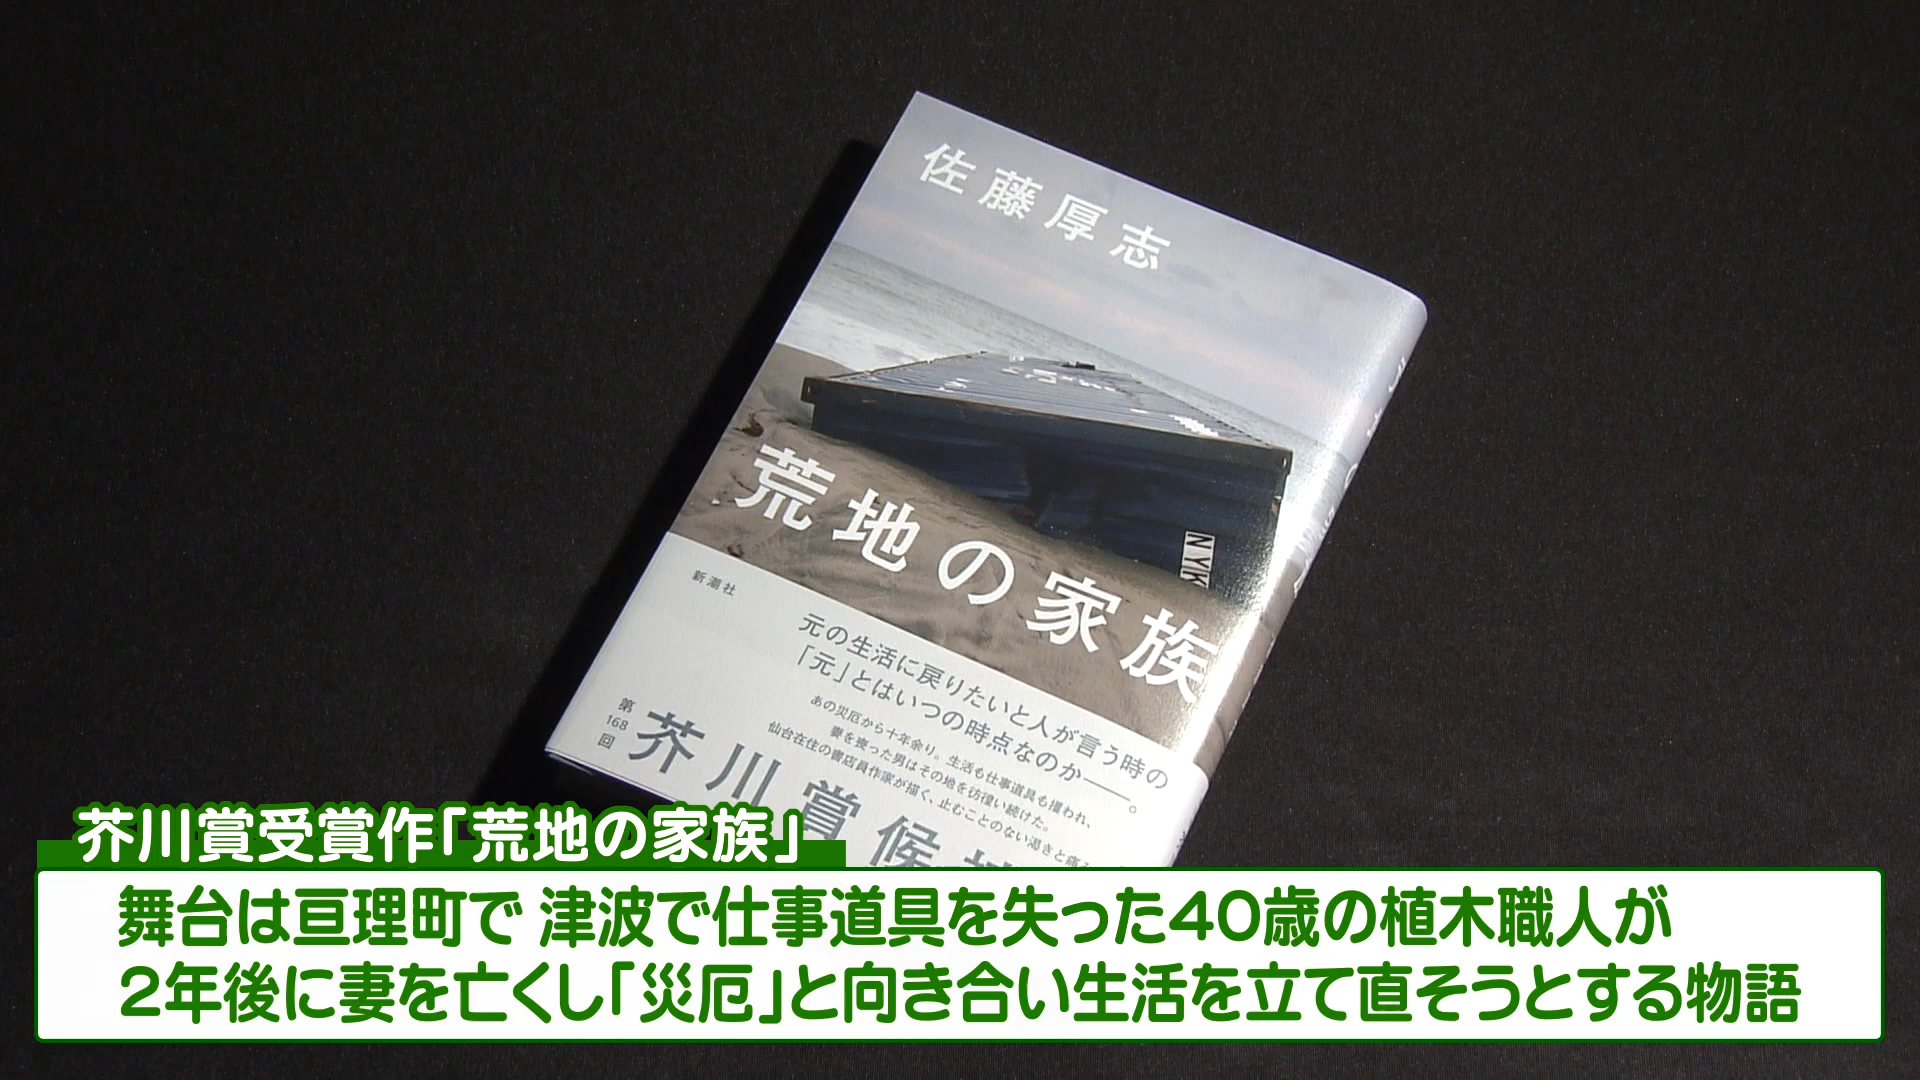 佐藤厚志
荒地の家族
NYK
新潮社
元の生活に戻りたいと人が言う時の
「元」とはいつの時点なのか――。
あの災厄から十年余り。生活も仕事道具も攫われ、
妻を喪った男はその地を彷徨い続けた。
仙台在住の書店員作家が描く、止むことのない渇きと痛み
第168回
芥川賞候補
芥川賞受賞作「荒地の家族」
舞台は亘理町で 津波で仕事道具を失った40歳の植木職人が
2年後に妻を亡くし「災厄」と向き合い生活を立て直そうとする物語